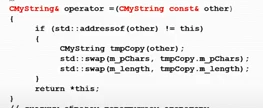 CMyString& operator =(CMyString const& other)
{
if (std::addressof(other) != this)
{
CMyString tmpCopy(other);
std::swap(m_pChars, tmpCopy.m_pChars);
std::swap(m_length, tmpCopy.m_length);
}
return *this;
}